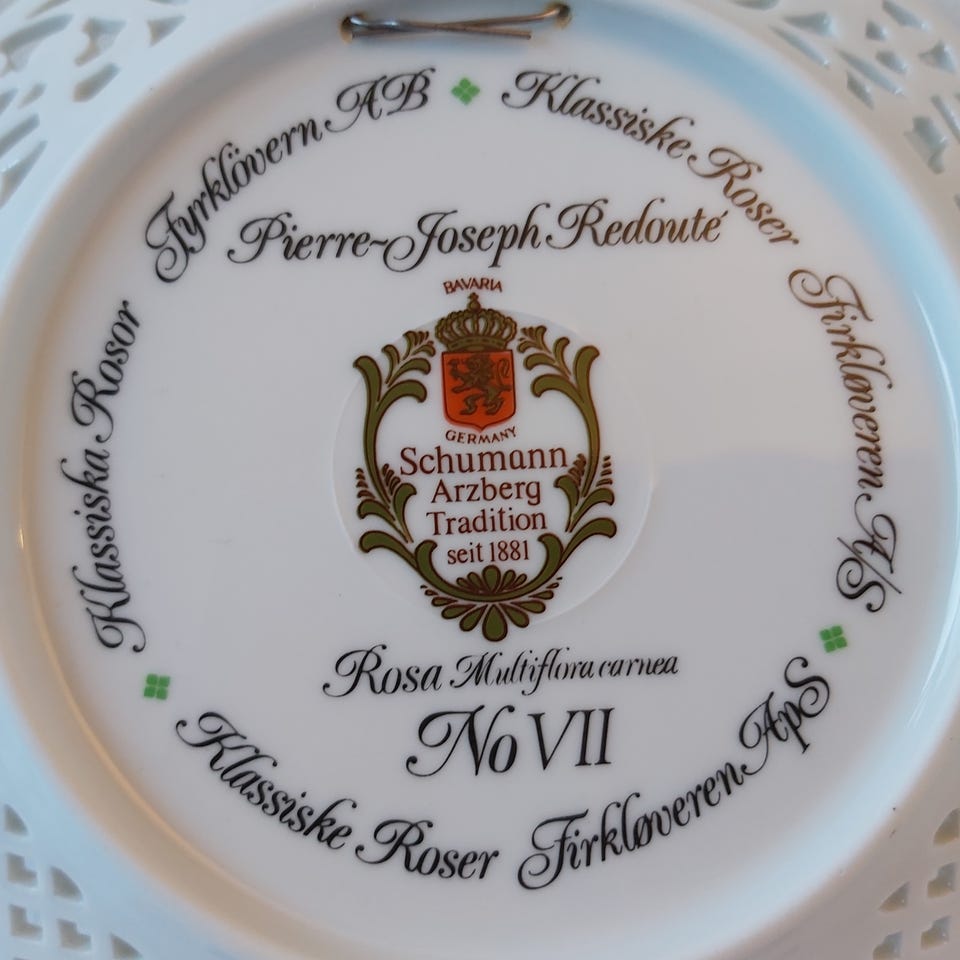 Klassiska Rosor Fyrklövern AB
Klassiske Roser Firkløveren A/S
Klassiske Roser Firkløveren ApS
Pierre-Joseph Redouté
BAVARIA
GERMANY
Schumann
Arzberg
Tradition
seit 1881
Rosa Multiflora carnea
No VII